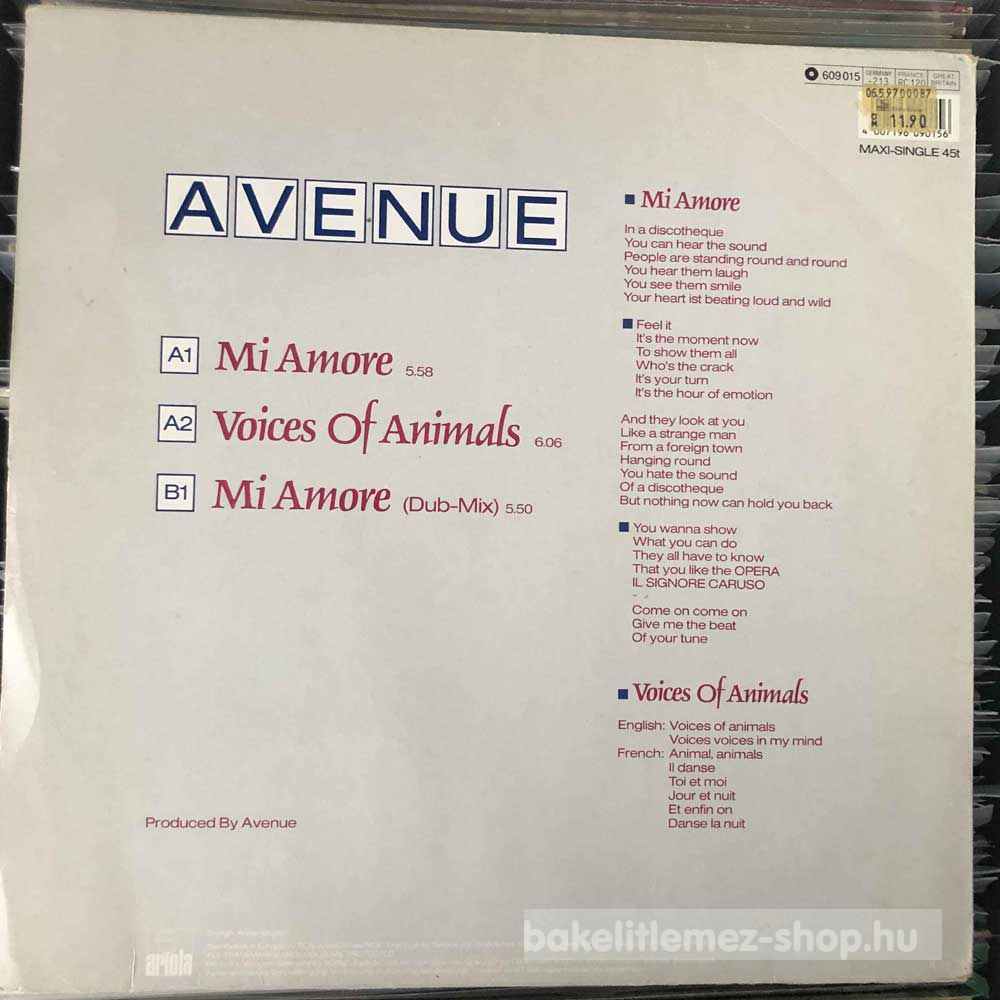 609 015
GERMANY
-213
FRANCE
RC 120
GREAT
BRITAIN
0659700087
11.90
4 007196 090156
MAXI-SINGLE 45t
AVENUE
A1 Mi Amore 5.58
A2 Voices Of Animals 6.06
B1 Mi Amore (Dub-Mix) 5.50
Produced By Avenue
Mi Amore
In a discotheque
You can hear the sound
People are standing round and round
You hear them laugh
You see them smile
Your heart ist beating loud and wild
Feel it
It's the moment now
To show them all
Who's the crack
It's your turn
It's the hour of emotion
And they look at you
Like a strange man
From a foreign town
Hanging round
You hate the sound
Of a discotheque
But nothing now can hold you back
You wanna show
What you can do
They all have to know
That you like the OPERA
IL SIGNORE CARUSO
Come on come on
Give me the beat
Of your tune
Voices Of Animals
English: Voices of animals
Voices voices in my mind
French: Animal, animals
Il danse
Toi et moi
Jour et nuit
Et enfin on
Danse la nuit
ariola
bakelitlemez-shop.hu